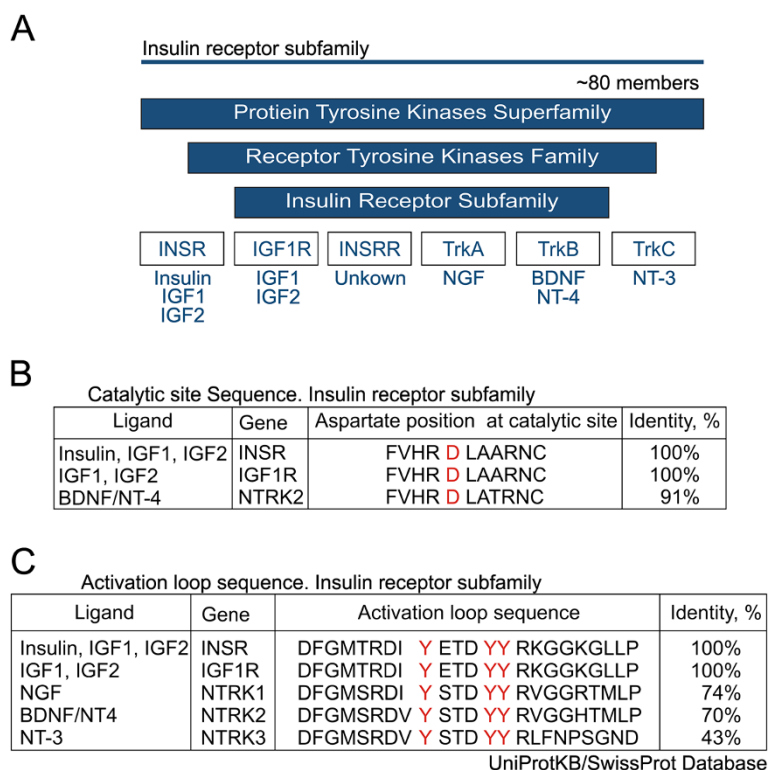 A
Insulin receptor subfamily
~80 members
Protiein Tyrosine Kinases Superfamily
Receptor Tyrosine Kinases Family
Insulin Receptor Subfamily
INSR IGF1R INSRR TrkA TrkB TrkC
Insulin IGF1 Unkown NGF BDNF NT-3
IGF1 IGF2 NT-4
IGF2
B
Catalytic site Sequence. Insulin receptor subfamily
Ligand Gene Aspartate position at catalytic site Identity, %
Insulin, IGF1, IGF2 INSR FVHR D LAARNC 100%
IGF1, IGF2 IGF1R FVHR D LAARNC 100%
BDNF/NT-4 NTRK2 FVHR D LATRNC 91%
C
Activation loop sequence. Insulin receptor subfamily
Ligand Gene Activation loop sequence Identity, %
Insulin, IGF1, IGF2 INSR DFGMTRDI Y ETD YY RKGGKGLLP 100%
IGF1, IGF2 IGF1R DFGMTRDI Y ETD YY RKGGKGLLP 100%
NGF NTRK1 DFGMSRDI Y STD YY RVGGRTMLP 74%
BDNF/NT4 NTRK2 DFGMSRDV Y STD YY RVGGHTMLP 70%
NT-3 NTRK3 DFGMSRDV Y STD YY RLFNPSGND 43%
UniProtKB/SwissProt Database